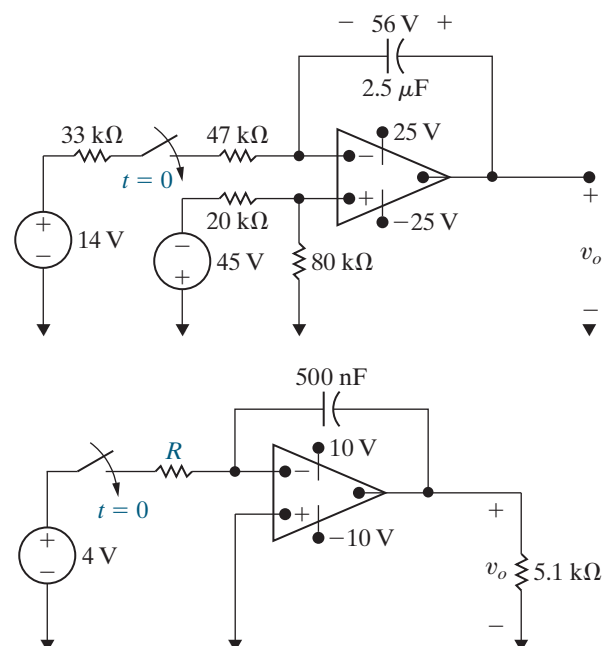 − 56 V +
2.5 μF
33 kΩ
47 kΩ
25 V
t = 0
−
+
20 kΩ
−25 V
+
−
14 V
−
+
45 V
80 kΩ
+
v_o
−
500 nF
R
10 V
−
t = 0
+
−10 V
+
−
4 V
+
v_o
5.1 kΩ
−